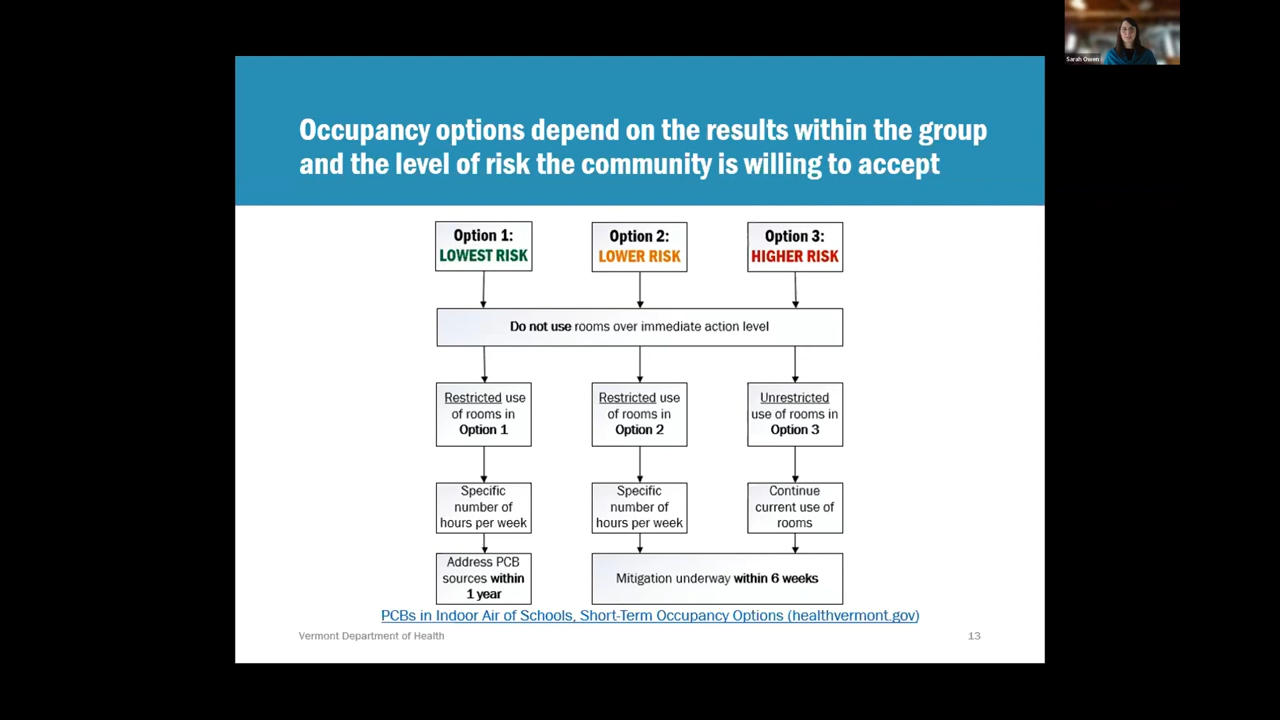 Sarah Owen
Occupancy options depend on the results within the group
and the level of risk the community is willing to accept
Option 1:
LOWEST RISK
Option 2:
LOWER RISK
Option 3:
HIGHER RISK
Do not use rooms over immediate action level
Restricted use
of rooms in
Option 1
Restricted use
of rooms in
Option 2
Unrestricted
use of rooms in
Option 3
Specific
number of
hours per week
Specific
number of
hours per week
Continue
current use of
rooms
Address PCB
sources within
1 year
Mitigation underway within 6 weeks
PCBs in Indoor Air of Schools, Short-Term Occupancy Options (healthvermont.gov)
Vermont Department of Health
13